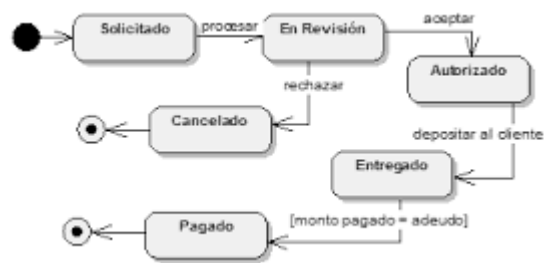 aceptar
Solicitado
procesar
En Revisión
rechazar
Autorizado
Cancelado
depositar al cliente
Entregado
[monto pagado = adeudo]
Pagado